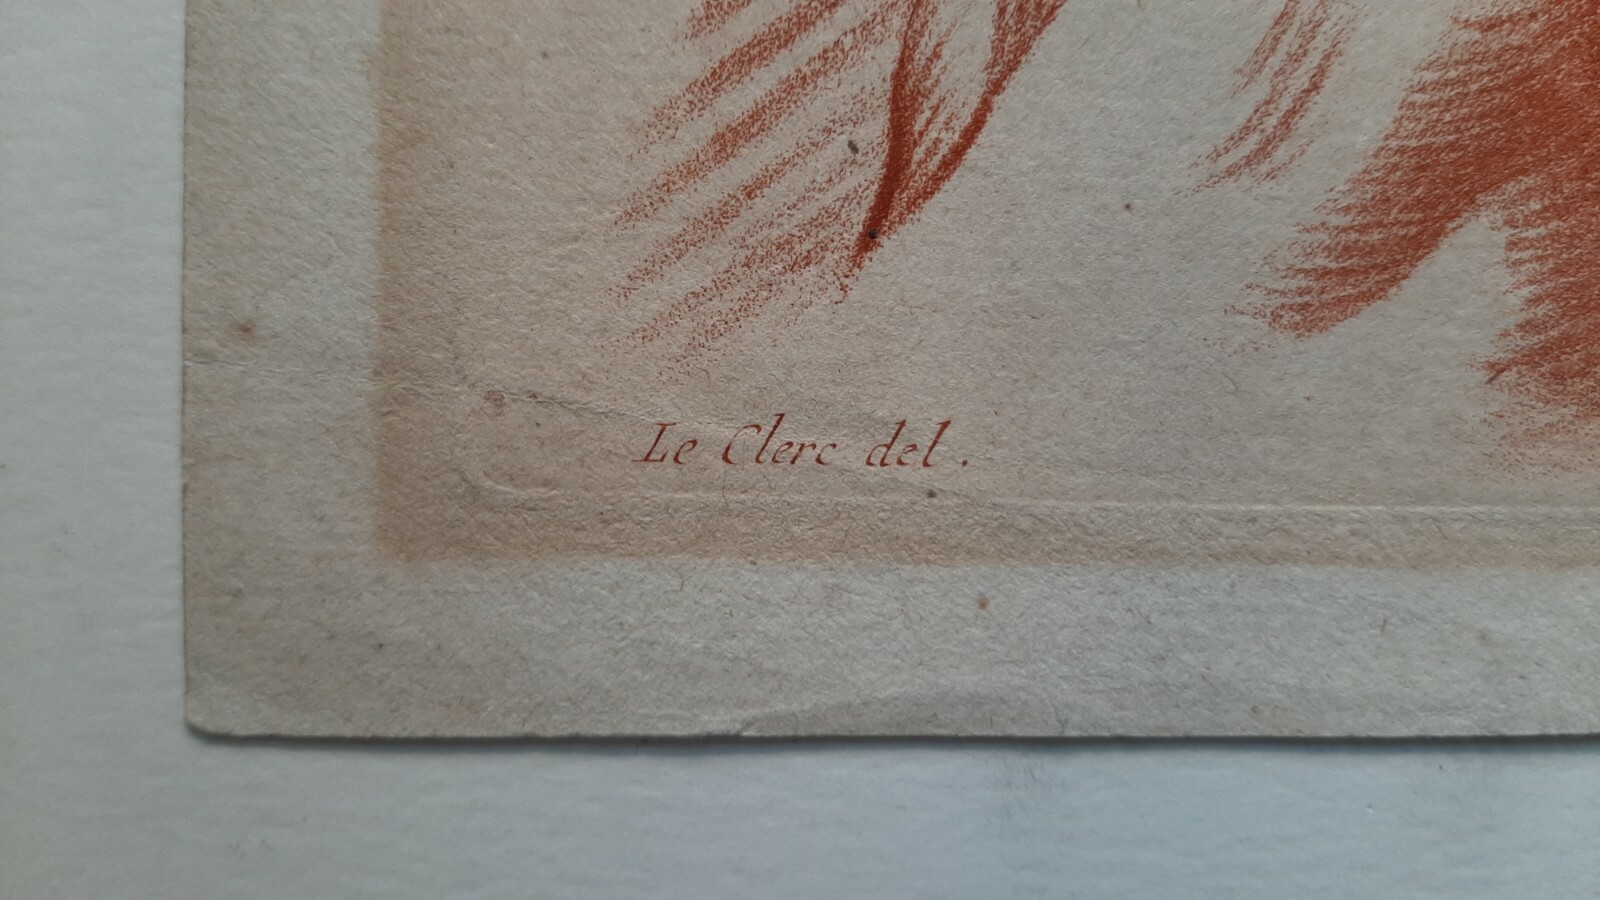 Le Clerc del .